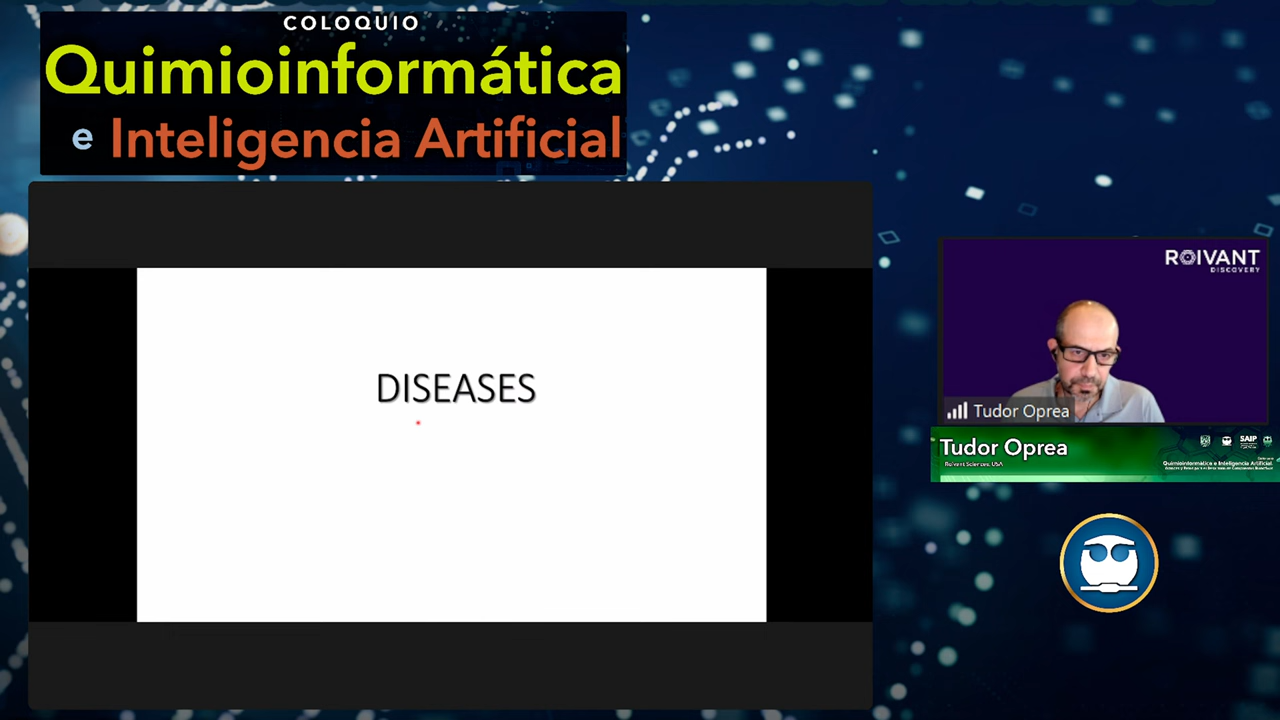 COLOQUIO
Quimioinformática
e Inteligencia Artificial
DISEASES
ROIVANT
DISCOVERY
Tudor Oprea
Tudor Oprea
Roivant Sciences, USA
SAIP
Quimioinformática e Inteligencia Artificial